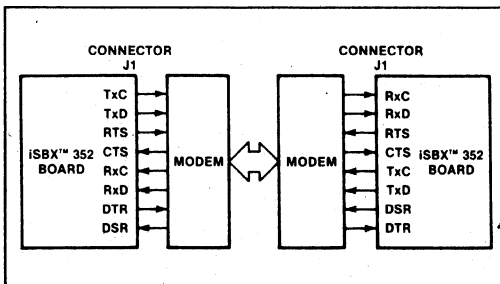 CONNECTOR
J1
CONNECTOR
J1
TxC
TxD
RTS
CTS
RxC
RxD
DTR
DSR
iSBX™ 352
BOARD
MODEM
MODEM
RxC
RxD
RTS
CTS
TxC
TxD
DSR
DTR
iSBX™ 352
BOARD